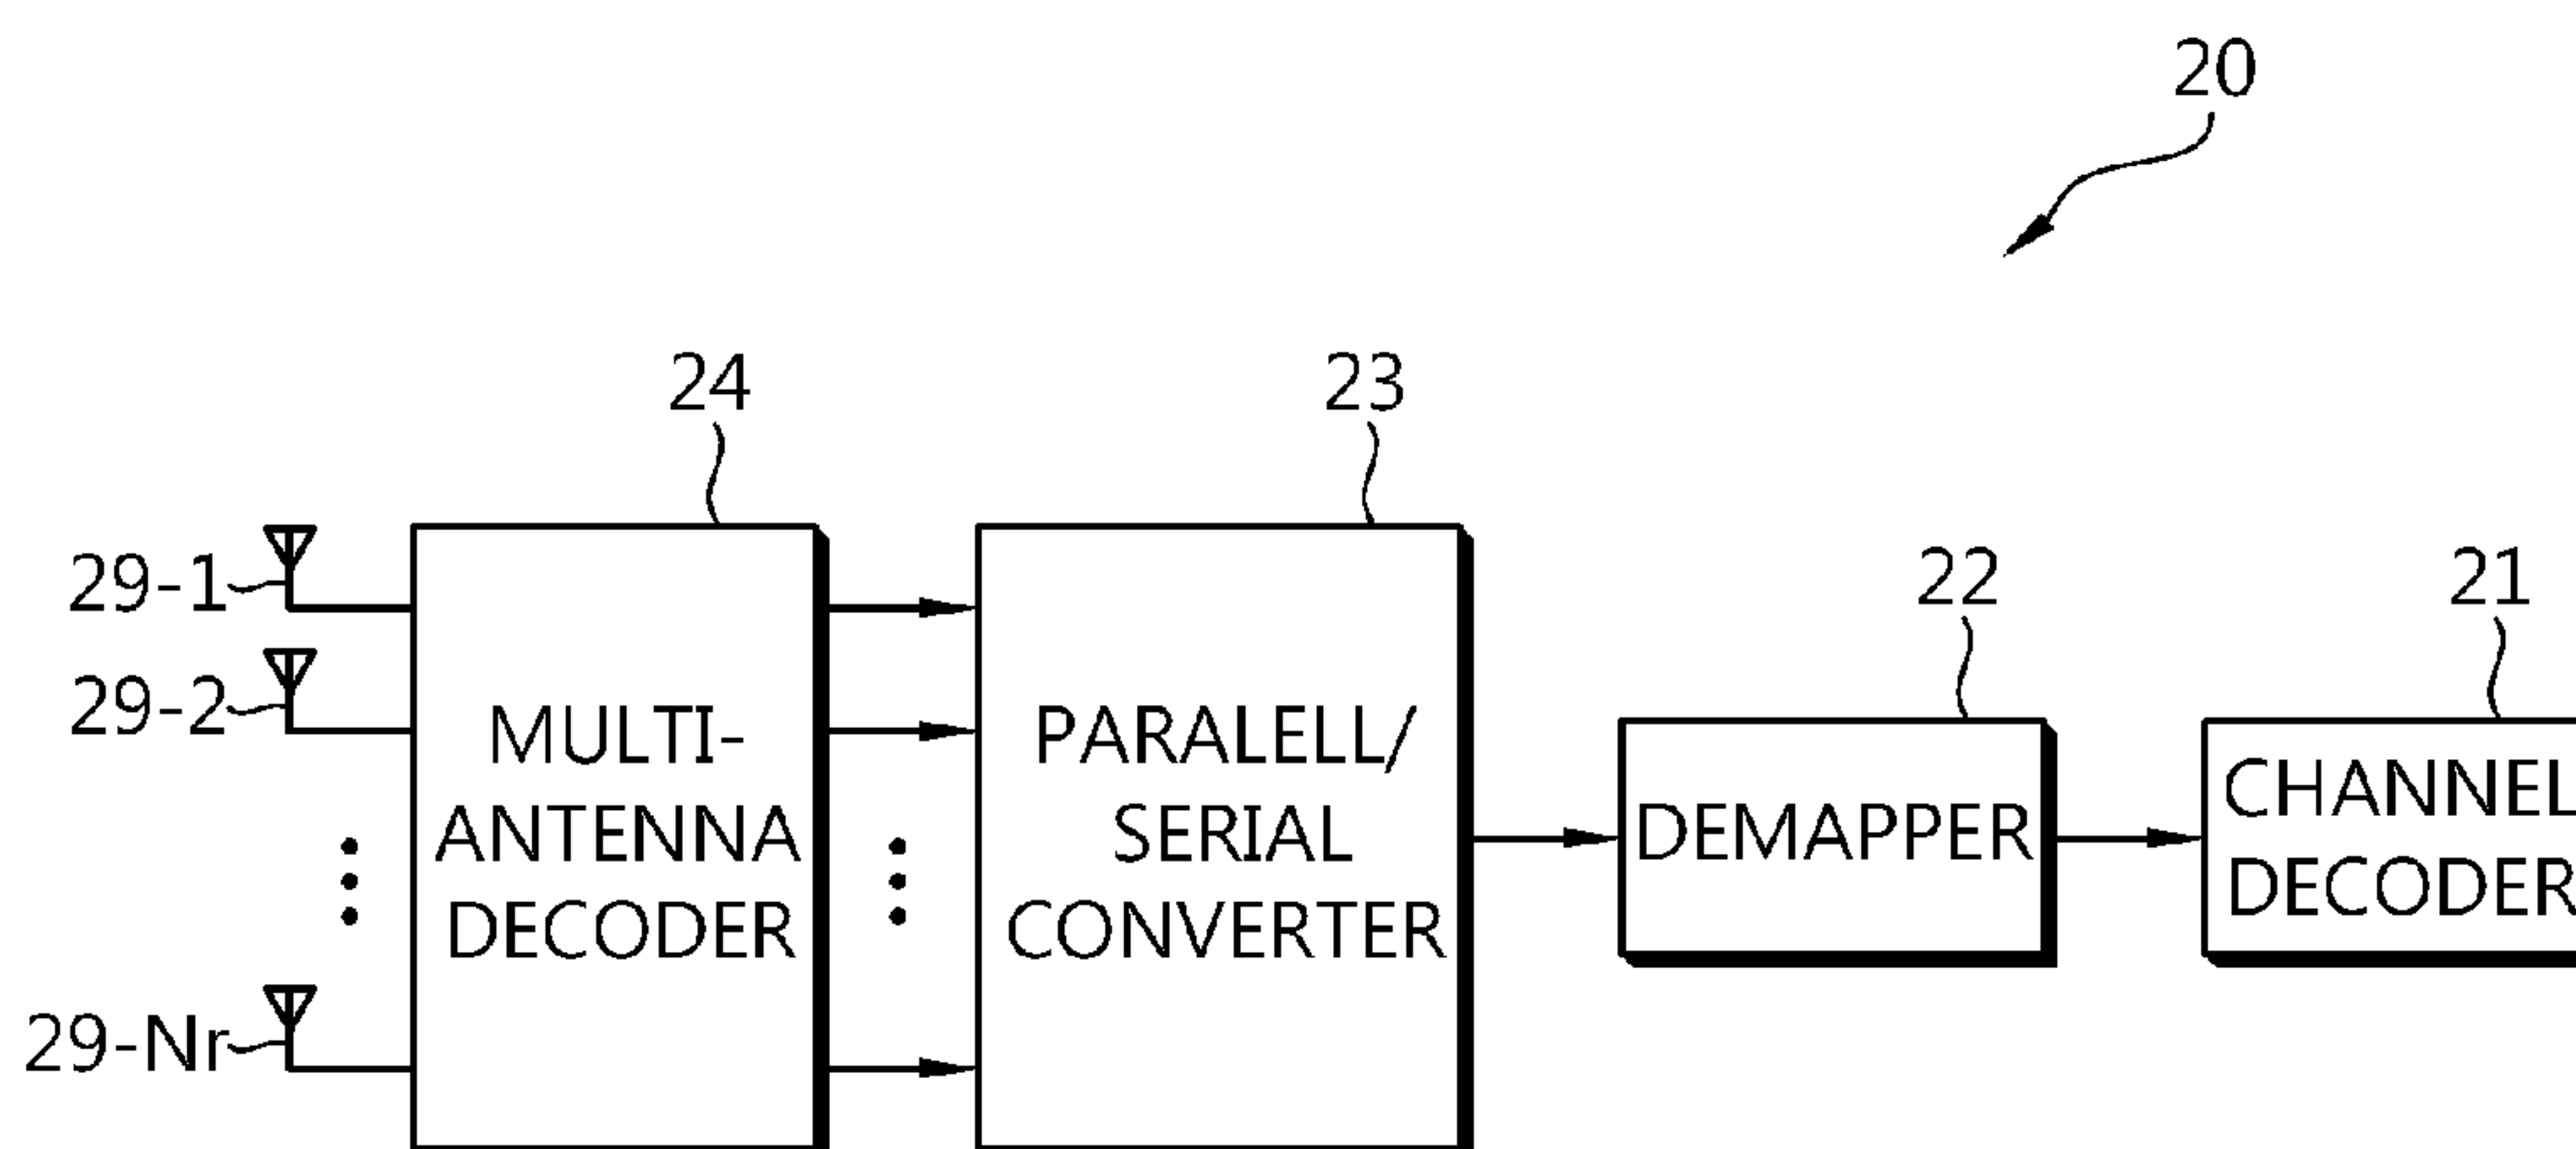 20
24
23
22
21
29-1
29-2
29-Nr
MULTI-
ANTENNA
DECODER
PARALELL/
SERIAL
CONVERTER
DEMAPPER
CHANNEL
DECODER